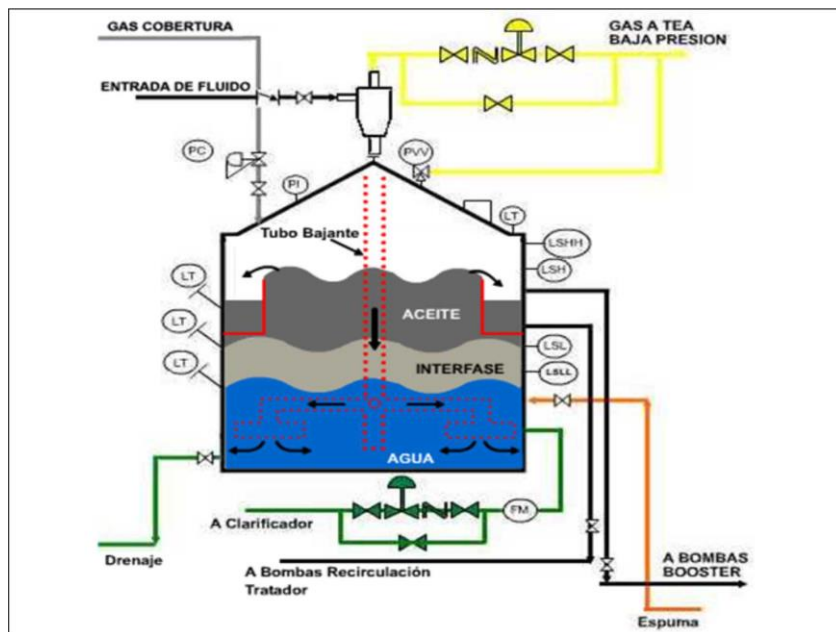 GAS COBERTURA
GAS A TEA
BAJA PRESION
ENTRADA DE FLUIDO
PC
PI
PVV
LT
Tubo Bajante
LSHH
LSH
LT
ACEITE
LT
LSL
INTERFASE
LSLL
LT
AGUA
A Clarificador
FM
Drenaje
A Bombas Recirculación
Tratador
A BOMBAS
BOOSTER
Espuma